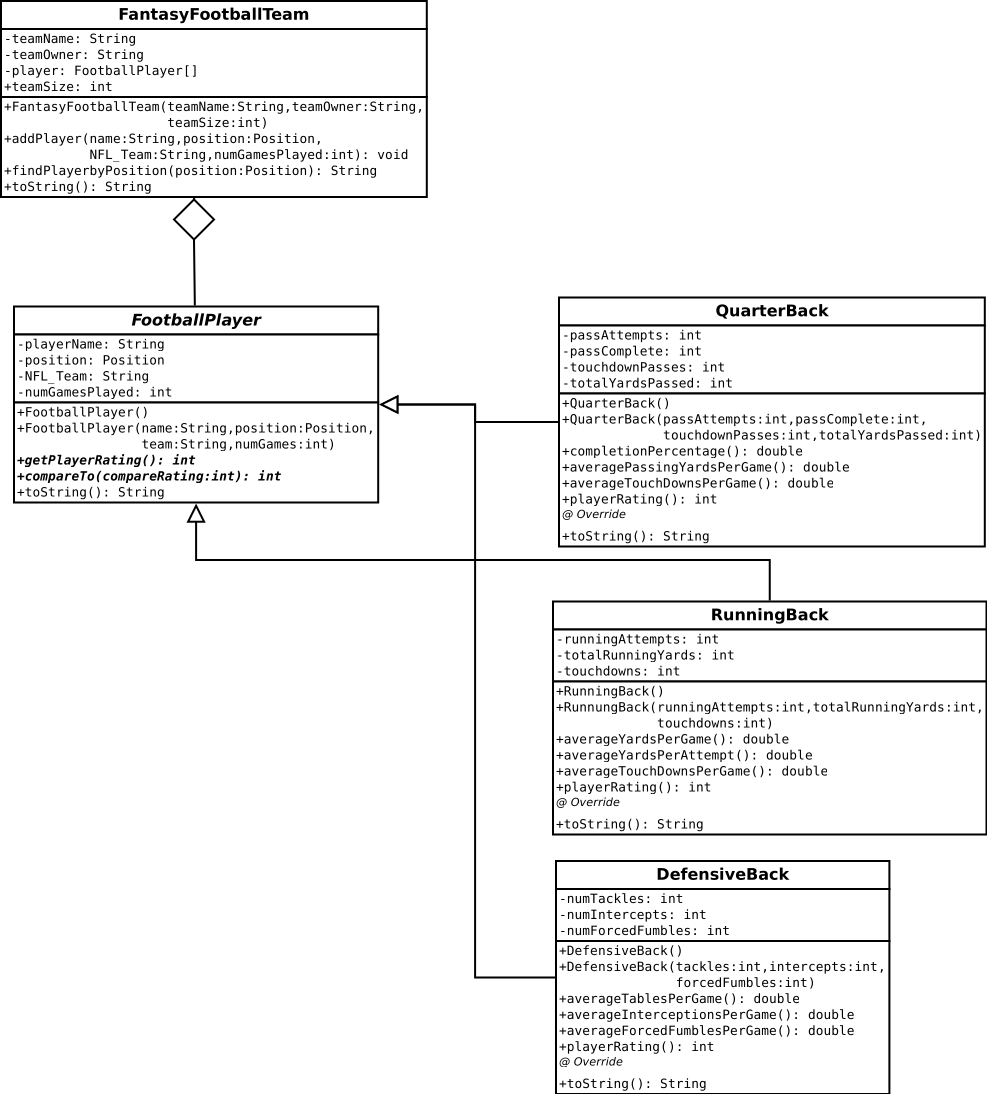 FantasyFootballTeam
-teamName: String
-teamOwner: String
-player: FootballPlayer[]
+teamSize: int
+FantasyFootballTeam(teamName:String,teamOwner:String,
teamSize:int)
+addPlayer(name:String,position:Position,
NFL_Team:String,numGamesPlayed:int): void
+findPlayerbyPosition(position:Position): String
+toString(): String
FootballPlayer
-playerName: String
-position: Position
-NFL_Team: String
-numGamesPlayed: int
+FootballPlayer()
+FootballPlayer(name:String,position:Position,
team:String,numGames:int)
+getPlayerRating(): int
+compareTo(compareRating:int): int
+toString(): String
QuarterBack
-passAttempts: int
-passComplete: int
-touchdownPasses: int
-totalYardsPassed: int
+QuarterBack()
+QuarterBack(passAttempts:int,passComplete:int,
touchdownPasses:int,totalYardsPassed:int)
+completionPercentage(): double
+averagePassingYardsPerGame(): double
+averageTouchDownsPerGame(): double
+playerRating(): int
@ Override
+toString(): String
RunningBack
-runningAttempts: int
-totalRunningYards: int
-touchdowns: int
+RunningBack()
+RunnungBack(runningAttempts:int,totalRunningYards:int,
touchdowns:int)
+averageYardsPerGame(): double
+averageYardsPerAttempt(): double
+averageTouchDownsPerGame(): double
+playerRating(): int
@ Override
+toString(): String
DefensiveBack
-numTackles: int
-numIntercepts: int
-numForcedFumbles: int
+DefensiveBack()
+DefensiveBack(tackles:int,intercepts:int,
forcedFumbles:int)
+averageTablesPerGame(): double
+averageInterceptionsPerGame(): double
+averageForcedFumblesPerGame(): double
+playerRating(): int
@ Override
+toString(): String